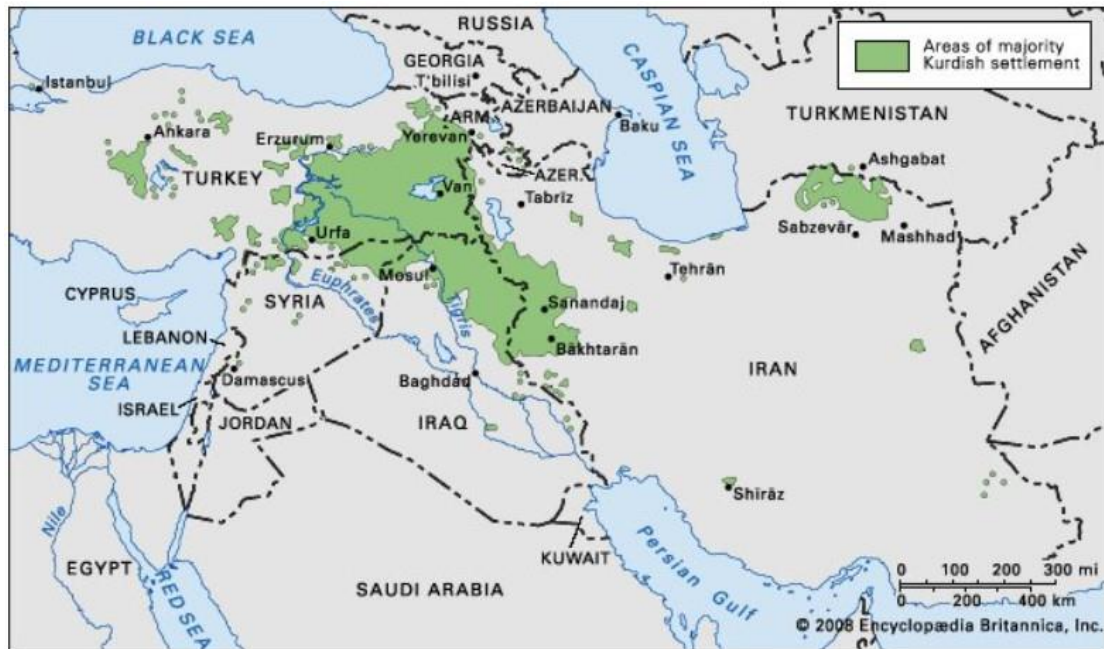 RUSSIA
BLACK SEA
CASPIAN SEA
Areas of majority
Kurdish settlement
GEORGIA
T'bilisi
Istanbul
AZERBAIJAN
TURKMENISTAN
Ankara
Erzurum
ARM.
Yerevan
Baku
Ashgabat
TURKEY
AZER.
Van
Tabrīz
Sabzevār
Mashhad
Urfa
Mosul
Tehrān
AFGHANISTAN
CYPRUS
SYRIA
Euphrates
Tigris
Sanandaj
LEBANON
Bākhtarān
MEDITERRANEAN
SEA
Damascus
Baghdad
IRAN
ISRAEL
JORDAN
IRAQ
Shīrāz
Nile
KUWAIT
EGYPT
RED SEA
SAUDI ARABIA
Persian Gulf
0 100 200 300 mi
0 200 400 km
© 2008 Encyclopædia Britannica, Inc.